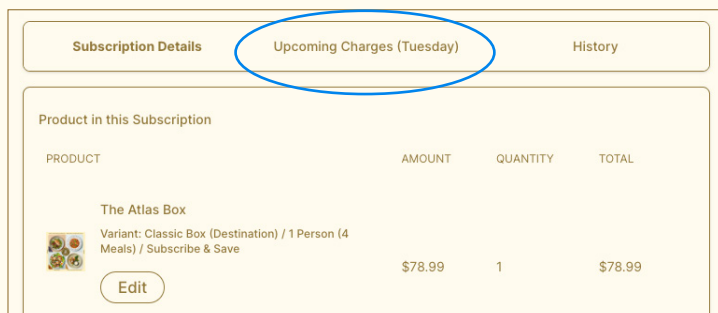 Subscription Details Upcoming Charges (Tuesday) History
Product in this Subscription
PRODUCT AMOUNT QUANTITY TOTAL
The Atlas Box
Variant: Classic Box (Destination) / 1 Person (4
Meals) / Subscribe & Save
$78.99 1 $78.99
Edit